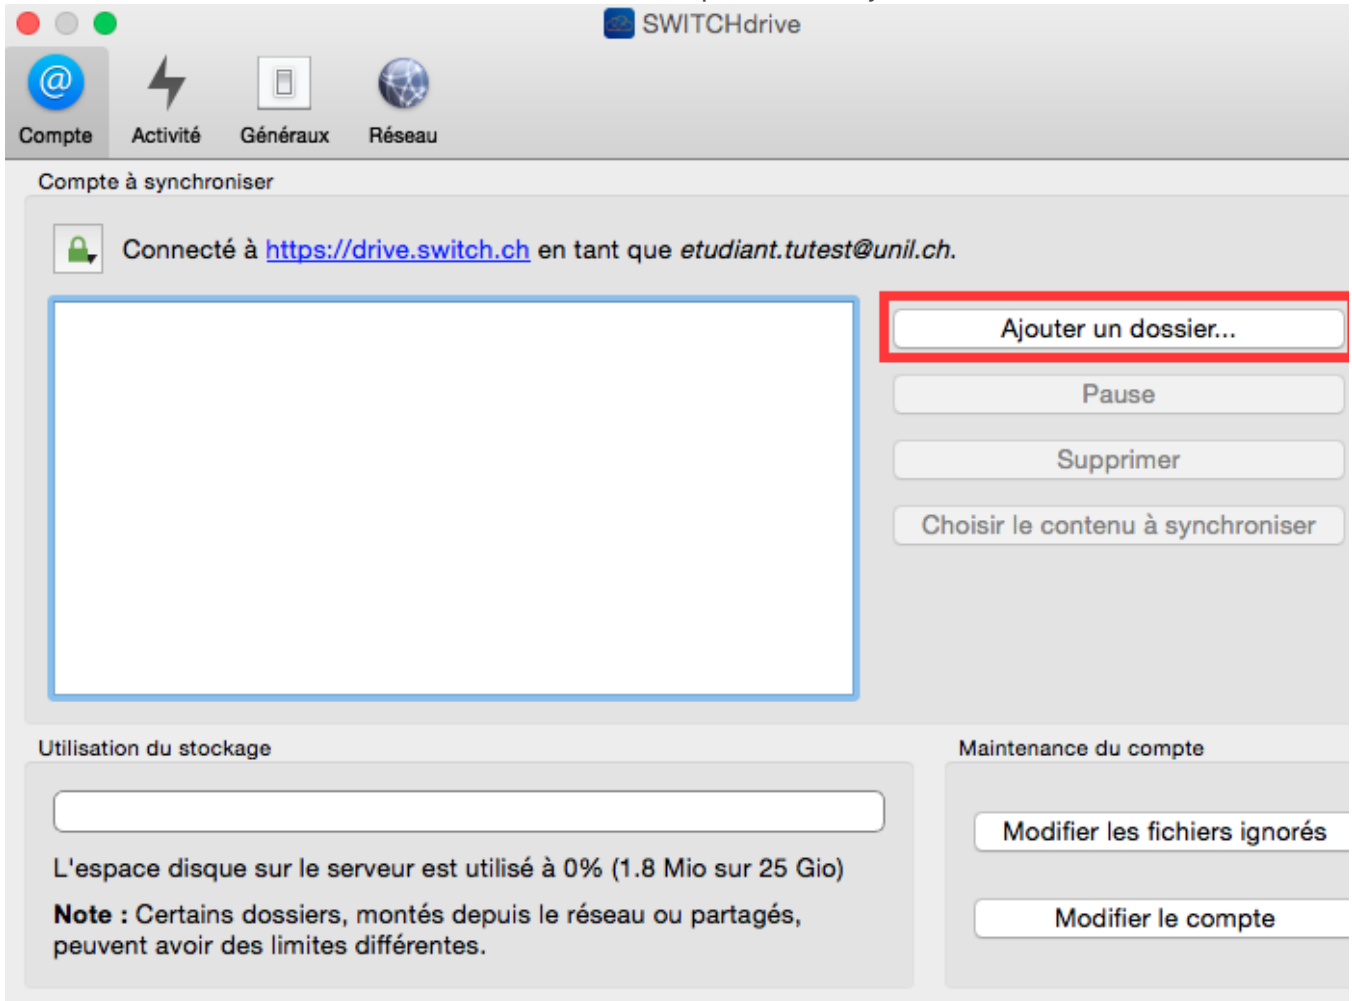 SWITCHdrive
@
Compte Activité Généraux Réseau
Compte à synchroniser
Connecté à https://drive.switch.ch en tant que etudiant.tutest@unil.ch.
Ajouter un dossier...
Pause
Supprimer
Choisir le contenu à synchroniser
Utilisation du stockage
L'espace disque sur le serveur est utilisé à 0% (1.8 Mio sur 25 Gio)
Note : Certains dossiers, montés depuis le réseau ou partagés,
peuvent avoir des limites différentes.
Maintenance du compte
Modifier les fichiers ignorés
Modifier le compte